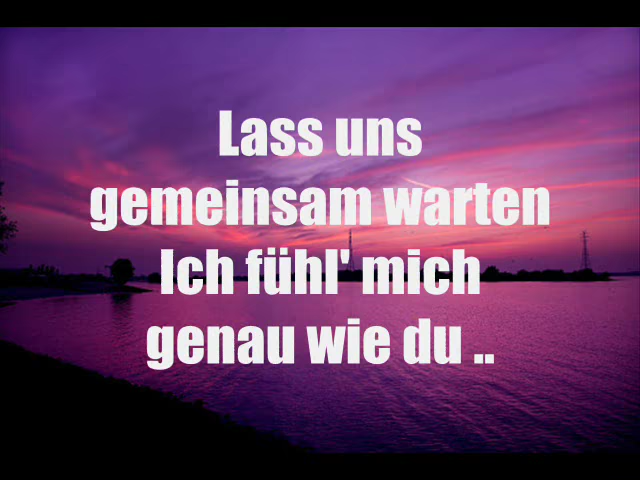 Lass uns
gemeinsam warten
Ich fühl' mich
genau wie du ..